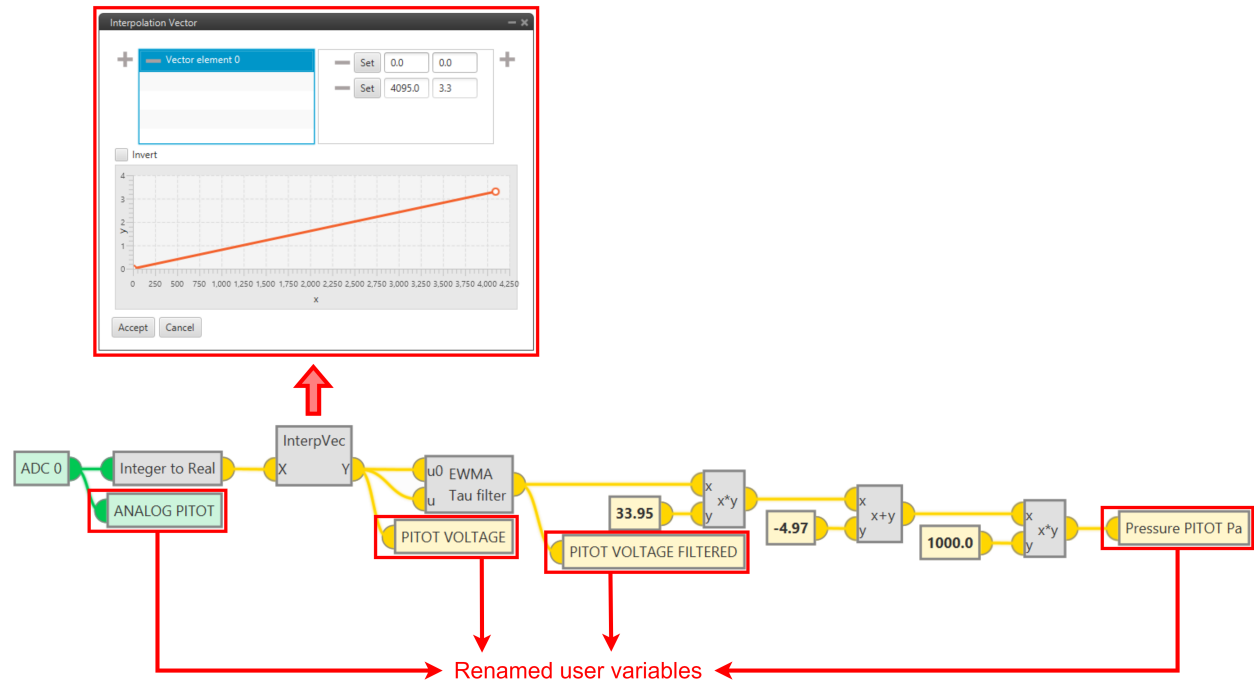 Interpolation Vector
Vector element 0
Set 0.0 0.0
Set 4095.0 3.3
Invert
4
3
2
1
0
y
0 250 500 750 1,000 1,250 1,500 1,750 2,000 2,250 2,500 2,750 3,000 3,250 3,500 3,750 4,000 4,250
x
Accept Cancel
ADC 0
Integer to Real
ANALOG PITOT
InterpVec
X Y
u0 EWMA
u Tau filter
PITOT VOLTAGE
PITOT VOLTAGE FILTERED
33.95
x
x*y
y
-4.97
x
x+y
y
1000.0
x
x*y
y
Pressure PITOT Pa
Renamed user variables